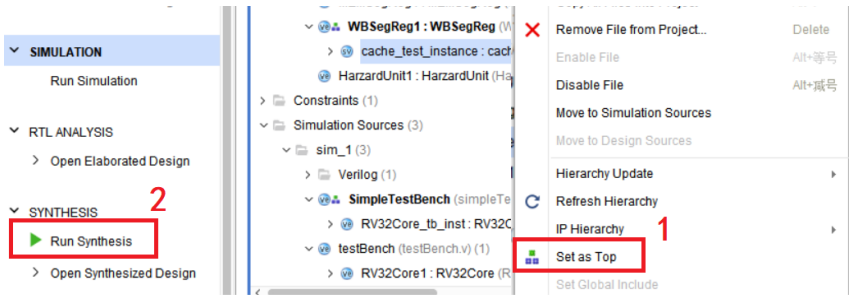 SIMULATION
Run Simulation
RTL ANALYSIS
Open Elaborated Design
SYNTHESIS
2
Run Synthesis
Open Synthesized Design
WBSegReg1 : WBSegReg (W
cache_test_instance : cach
HarzardUnit1 : HarzardUnit (Ha
Constraints (1)
Simulation Sources (3)
sim_1 (3)
Verilog (1)
SimpleTestBench (simpleTe
RV32Core_tb_inst : RV32C
testBench (testBench.v) (1)
RV32Core1 : RV32Core (R
Remove File from Project... Delete
Enable File Alt+等号
Disable File Alt+减号
Move to Simulation Sources
Move to Design Sources
Hierarchy Update
Refresh Hierarchy
IP Hierarchy
1
Set as Top
Set Global Include